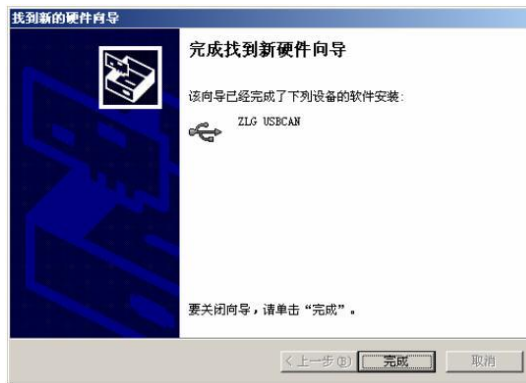 找到新的硬件向导
完成找到新硬件向导
该向导已经完成了下列设备的软件安装:
ZLG USBCAN
要关闭向导，请单击“完成”。
< 上一步(B)
完成
取消